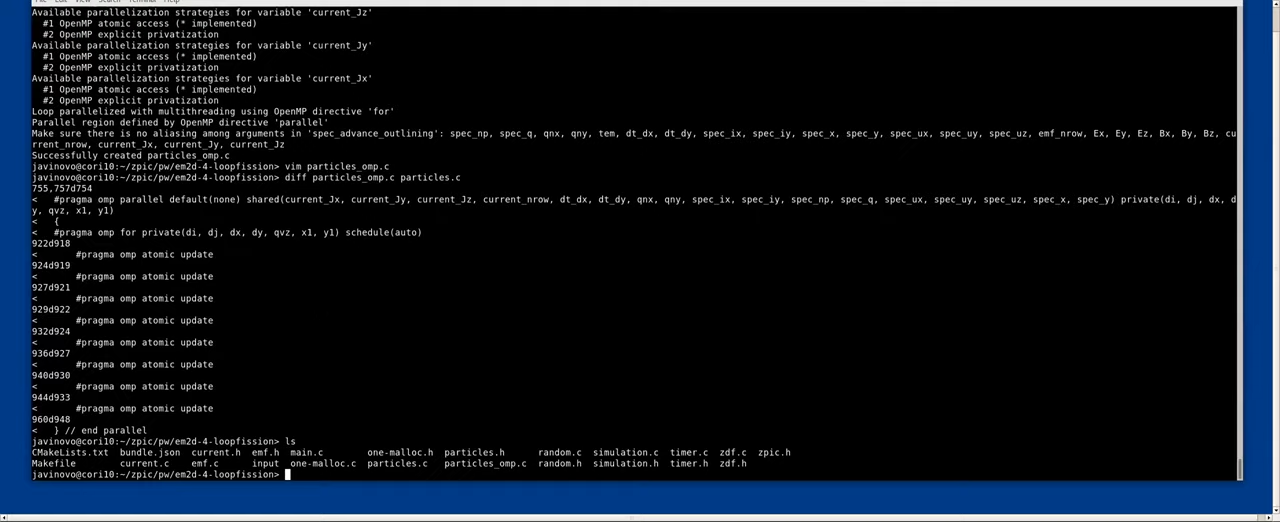 File Edit View Search Terminal Help
Available parallelization strategies for variable 'current_Jz'
#1 OpenMP atomic access (* implemented)
#2 OpenMP explicit privatization
Available parallelization strategies for variable 'current_Jy'
#1 OpenMP atomic access (* implemented)
#2 OpenMP explicit privatization
Available parallelization strategies for variable 'current_Jx'
#1 OpenMP atomic access (* implemented)
#2 OpenMP explicit privatization
Loop parallelized with multithreading using OpenMP directive 'for'
Parallel region defined by OpenMP directive 'parallel'
Make sure there is no aliasing among arguments in 'spec_advance_outlining': spec_np, spec_q, qnx, qny, tem, dt_dx, dt_dy, spec_ix, spec_iy, spec_x, spec_y, spec_ux, spec_uy, spec_uz, emf_nrow, Ex, Ey, Ez, Bx, By, Bz, cu
rrent_nrow, current_Jx, current_Jy, current_Jz
Successfully created particles_omp.c
javinovo@cori10:~/zpic/pw/em2d-4-loopfission> vim particles_omp.c
javinovo@cori10:~/zpic/pw/em2d-4-loopfission> diff particles_omp.c particles.c
755,757d754
< #pragma omp parallel default(none) shared(current_Jx, current_Jy, current_Jz, current_nrow, dt_dx, dt_dy, qnx, qny, spec_ix, spec_iy, spec_np, spec_q, spec_ux, spec_uy, spec_uz, spec_x, spec_y) private(di, dj, dx, d
y, qvz, x1, y1)
< {
< #pragma omp for private(di, dj, dx, dy, qvz, x1, y1) schedule(auto)
922d918
< #pragma omp atomic update
924d919
< #pragma omp atomic update
927d921
< #pragma omp atomic update
929d922
< #pragma omp atomic update
932d924
< #pragma omp atomic update
936d927
< #pragma omp atomic update
940d930
< #pragma omp atomic update
944d933
< #pragma omp atomic update
960d948
< } // end parallel
javinovo@cori10:~/zpic/pw/em2d-4-loopfission> ls
CMakeLists.txt bundle.json current.h emf.h main.c one-malloc.h particles.h random.c simulation.c timer.c zdf.c zpic.h
Makefile current.c emf.c input one-malloc.c particles.c particles_omp.c random.h simulation.h timer.h zdf.h
javinovo@cori10:~/zpic/pw/em2d-4-loopfission>